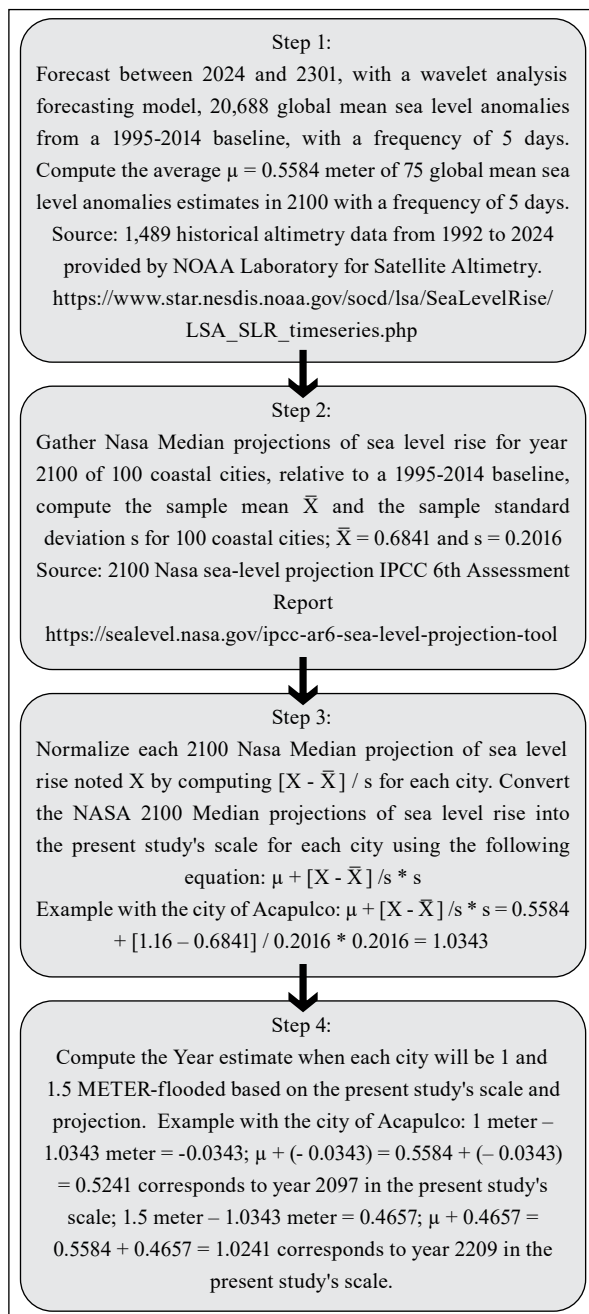 Step 1:
Forecast between 2024 and 2301, with a wavelet analysis
forecasting model, 20,688 global mean sea level anomalies
from a 1995-2014 baseline, with a frequency of 5 days.
Compute the average μ = 0.5584 meter of 75 global mean sea
level anomalies estimates in 2100 with a frequency of 5 days.
Source: 1,489 historical altimetry data from 1992 to 2024
provided by NOAA Laboratory for Satellite Altimetry.
https://www.star.nesdis.noaa.gov/socd/lsa/SeaLevelRise/
LSA_SLR_timeseries.php
Step 2:
Gather Nasa Median projections of sea level rise for year
2100 of 100 coastal cities, relative to a 1995-2014 baseline,
compute the sample mean X̄ and the sample standard
deviation s for 100 coastal cities; X̄ = 0.6841 and s = 0.2016
Source: 2100 Nasa sea-level projection IPCC 6th Assessment
Report
https://sealevel.nasa.gov/ipcc-ar6-sea-level-projection-tool
Step 3:
Normalize each 2100 Nasa Median projection of sea level
rise noted X by computing [X - X̄] / s for each city. Convert
the NASA 2100 Median projections of sea level rise into
the present study's scale for each city using the following
equation: μ + [X - X̄] /s * s
Example with the city of Acapulco: μ + [X - X̄] /s * s = 0.5584
+ [1.16 – 0.6841] / 0.2016 * 0.2016 = 1.0343
Step 4:
Compute the Year estimate when each city will be 1 and
1.5 METER-flooded based on the present study's scale and
projection. Example with the city of Acapulco: 1 meter –
1.0343 meter = -0.0343; μ + (- 0.0343) = 0.5584 + (– 0.0343)
= 0.5241 corresponds to year 2097 in the present study's
scale; 1.5 meter – 1.0343 meter = 0.4657; μ + 0.4657 =
0.5584 + 0.4657 = 1.0241 corresponds to year 2209 in the
present study's scale.